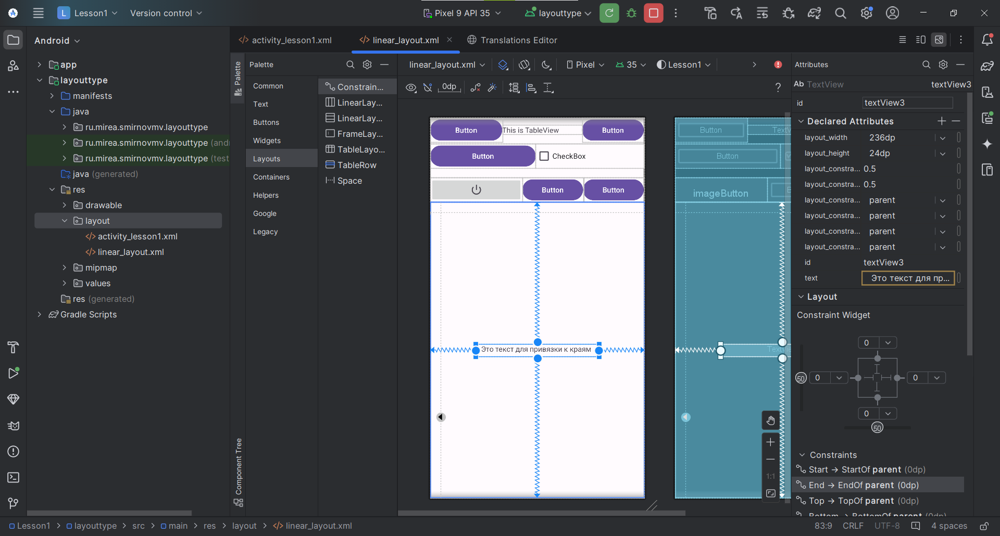 L Lesson1 Version control Pixel 9 API 35 layouttype
Android
app
layouttype
manifests
java
ru.mirea.smirnovmv.layouttype
ru.mirea.smirnovmv.layouttype (and
ru.mirea.smirnovmv.layouttype (test
java (generated)
res
drawable
layout
activity_lesson1.xml
linear_layout.xml
mipmap
values
res (generated)
Gradle Scripts
activity_lesson1.xml linear_layout.xml Translations Editor
Palette
Component Tree
Palette
Common
Text
Buttons
Widgets
Layouts
Containers
Helpers
Google
Legacy
Constrain...
LinearLay...
LinearLay...
FrameLay...
TableLayo...
TableRow
Space
linear_layout.xml Pixel 35 Lesson1
0dp ?
Button This is TableView Button
Button CheckBox
Button Button
Это текст для привязки к краям
Button TextV
Button
imageButton
1:1
Attributes
Ab TextView textView3
id textView3
Declared Attributes
layout_width 236dp
layout_height 24dp
layout_constra... 0.5
layout_constra... 0.5
layout_constra... parent
layout_constra... parent
layout_constra... parent
layout_constra... parent
id textView3
text Это текст для пр...
Layout
Constraint Widget
0
50 0 0
0
50
Constraints
Start → StartOf parent (0dp)
End → EndOf parent (0dp)
Top → TopOf parent (0dp)
Bottom → BottomOf parent (0dp)
Lesson1 > layouttype > src > main > res > layout > linear_layout.xml 83:9 CRLF UTF-8 4 spaces